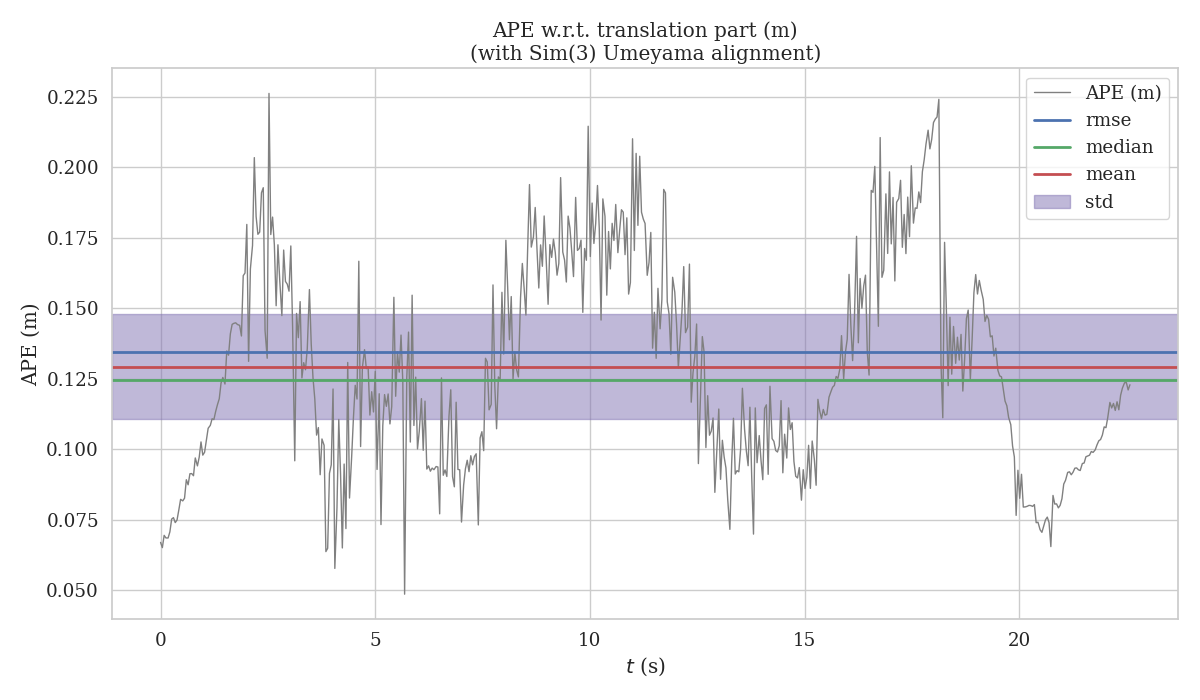 APE w.r.t. translation part (m)
(with Sim(3) Umeyama alignment)
APE (m)
0.225
0.200
0.175
0.150
0.125
0.100
0.075
0.050
0
5
10
15
20
t (s)
APE (m)
rmse
median
mean
std